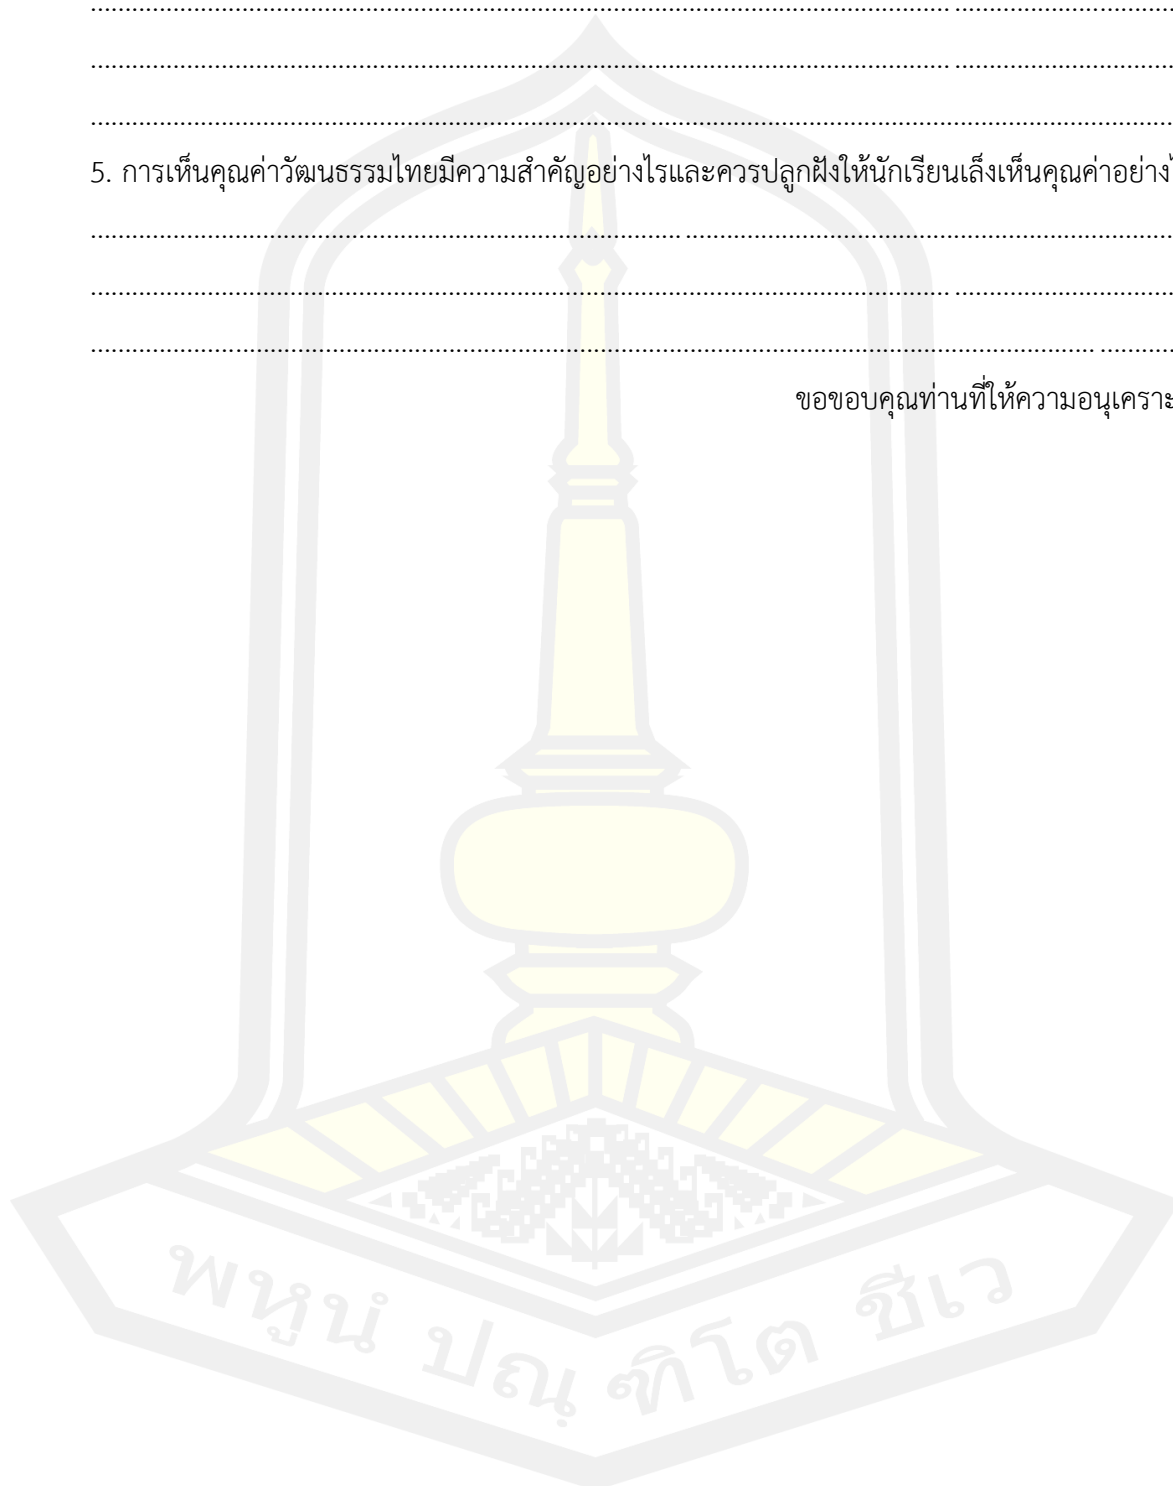 ........................................................................................................................ ...............................
........................................................................................................................ ...............................
.............................................................................. .........................................................................
5. การเห็นคุณค่าวัฒนธรรมไทยมีความสำคัญอย่างไรและควรปลูกฝังให้นักเรียนเล็งเห็นคุณค่าอย่าง
................................................................................... ....................................................................
........................................................................................................................ ...............................
............................................................................................................................................ ...........
ขอขอบคุณท่านที่ให้ความอนุเคราะ
พหูนํ ปณฺฑิโต ชีเว